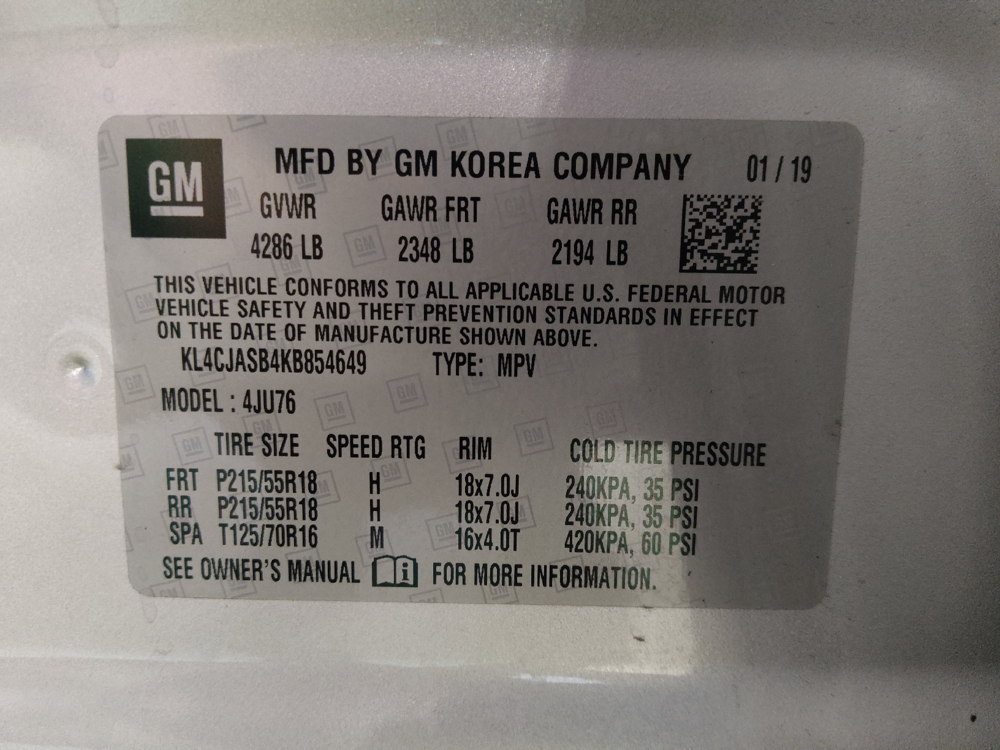 GM
MFD BY GM KOREA COMPANY 01 / 19
GVWR GAWR FRT GAWR RR
4286 LB 2348 LB 2194 LB
THIS VEHICLE CONFORMS TO ALL APPLICABLE U.S. FEDERAL MOTOR
VEHICLE SAFETY AND THEFT PREVENTION STANDARDS IN EFFECT
ON THE DATE OF MANUFACTURE SHOWN ABOVE.
KL4CJASB4KB854649 TYPE: MPV
MODEL : 4JU76
TIRE SIZE SPEED RTG RIM COLD TIRE PRESSURE
FRT P215/55R18 H 18x7.0J 240KPA, 35 PSI
RR P215/55R18 H 18x7.0J 240KPA, 35 PSI
SPA T125/70R16 M 16x4.0T 420KPA, 60 PSI
SEE OWNER'S MANUAL i FOR MORE INFORMATION.